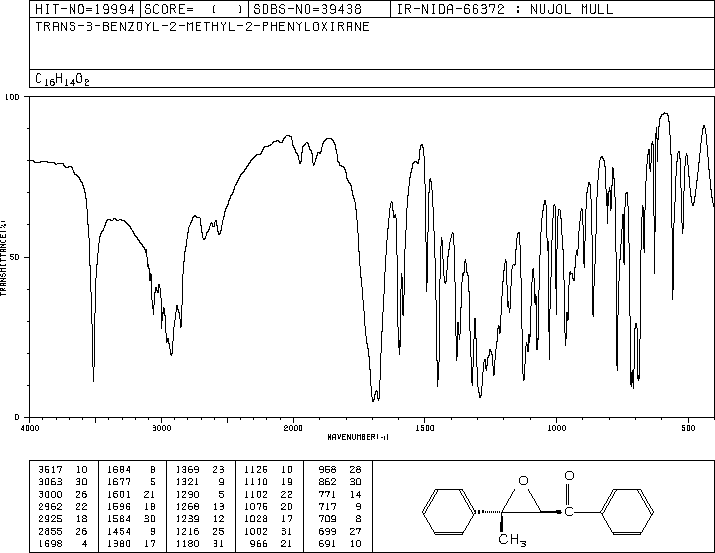 HIT-NO=19994 SCORE= ( ) SDBS-NO=39438 IR-NIDA-66372 : NUJOL MULL
TRANS-3-BENZOYL-2-METHYL-2-PHENYLOXIRANE
C16H14O2
100
50
0
TRANSMITTANCE(%)
4000 3000 2000 1500 1000 500
WAVENUMBER(-1)
3517 10 1684 8 1369 23 1126 10 958 28
3063 30 1677 5 1321 9 1110 19 862 30
3000 26 1601 21 1290 5 1102 22 771 14
2962 22 1596 18 1268 13 1076 20 717 9
2925 18 1584 30 1239 12 1028 17 709 8
2855 26 1454 9 1216 25 1002 31 699 27
1698 4 1380 17 1180 31 966 21 691 10
O
O
C
CH3